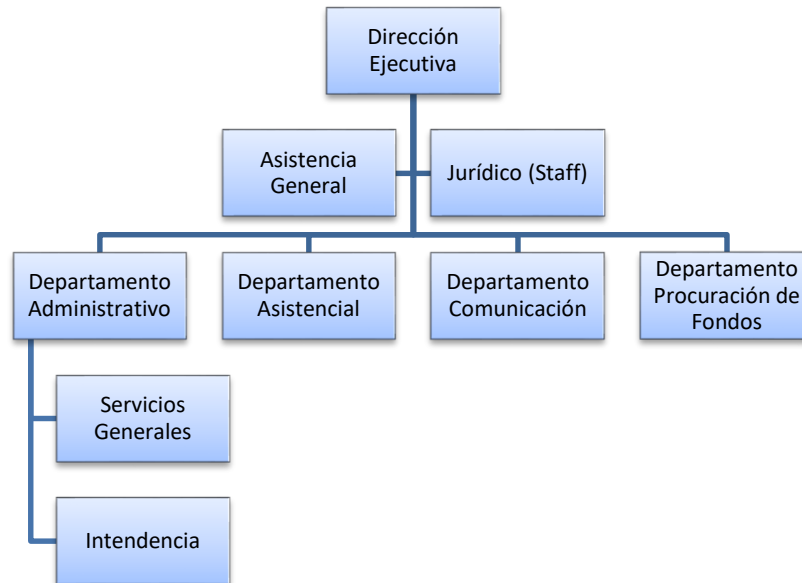 Dirección
Ejecutiva
Asistencia
General
Jurídico (Staff)
Departamento
Administrativo
Departamento
Asistencial
Departamento
Comunicación
Departamento
Procuración de
Fondos
Servicios
Generales
Intendencia